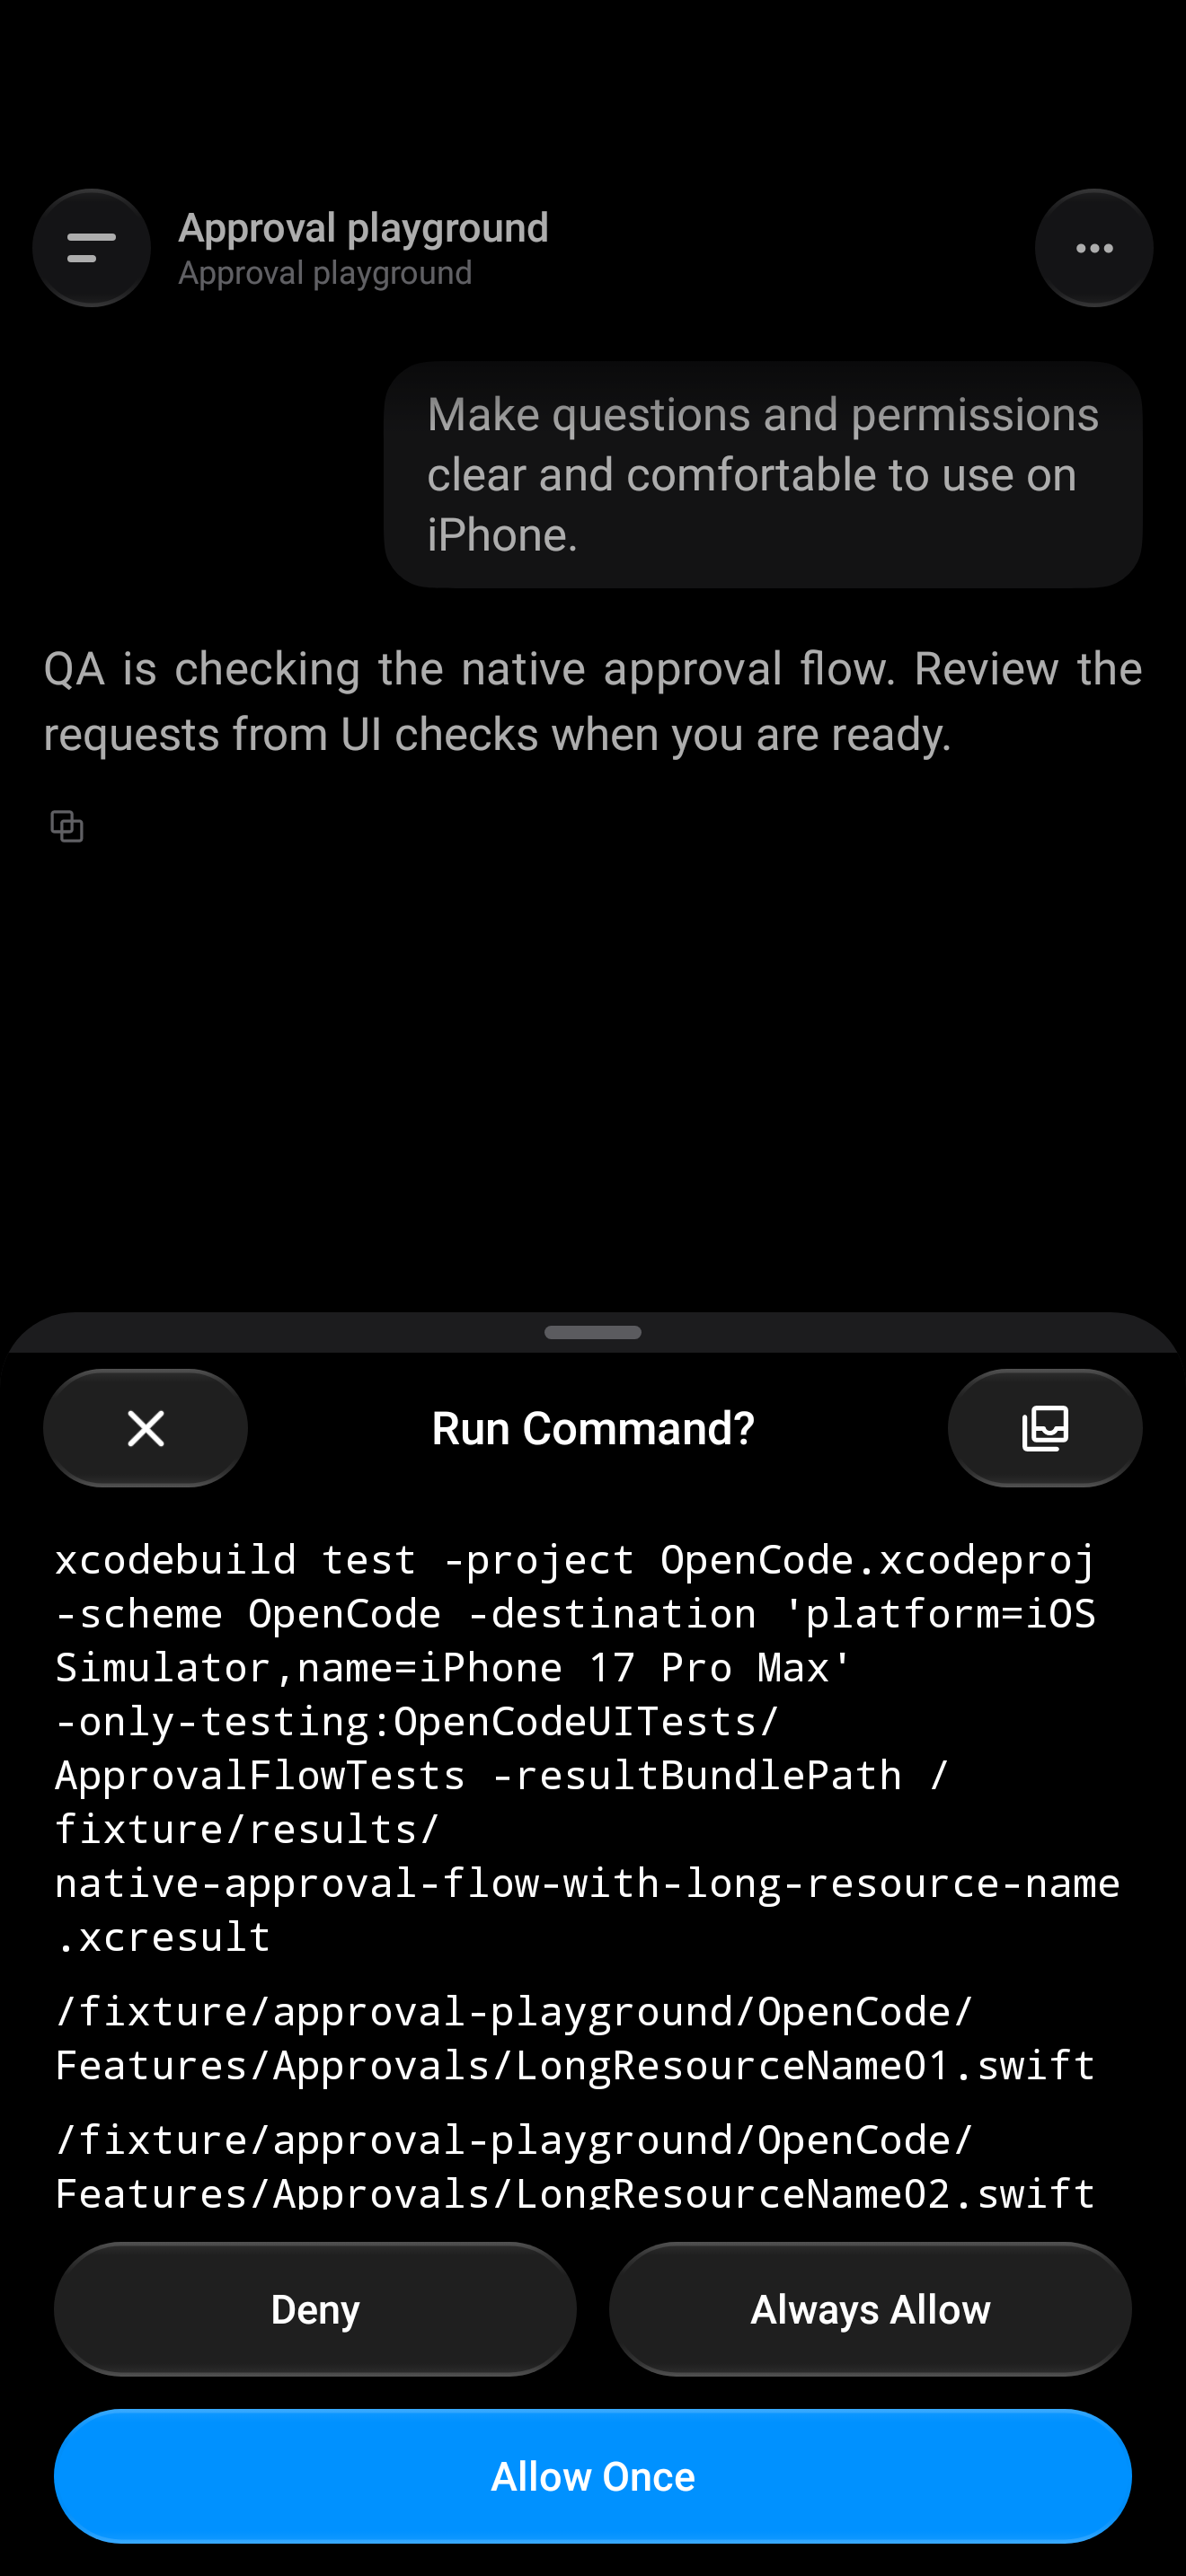 Approval playground
Approval playground
Make questions and permissions
clear and comfortable to use on
iPhone.
QA is checking the native approval flow. Review the
requests from UI checks when you are ready.
Run Command?
xcodebuild test -project OpenCode.xcodeproj
-scheme OpenCode -destination 'platform=iOS
Simulator,name=iPhone 17 Pro Max'
-only-testing:OpenCodeUITests/
ApprovalFlowTests -resultBundlePath /
fixture/results/
native-approval-flow-with-long-resource-name
.xcresult
/fixture/approval-playground/OpenCode/
Features/Approvals/LongResourceName01.swift
/fixture/approval-playground/OpenCode/
Features/Approvals/LongResourceName02.swift
Deny
Always Allow
Allow Once